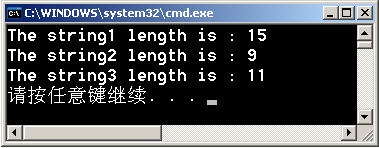 C:\WINDOWS\system32\cmd.exe
The string1 length is : 15
The string2 length is : 9
The string3 length is : 11
请按任意键继续. . .